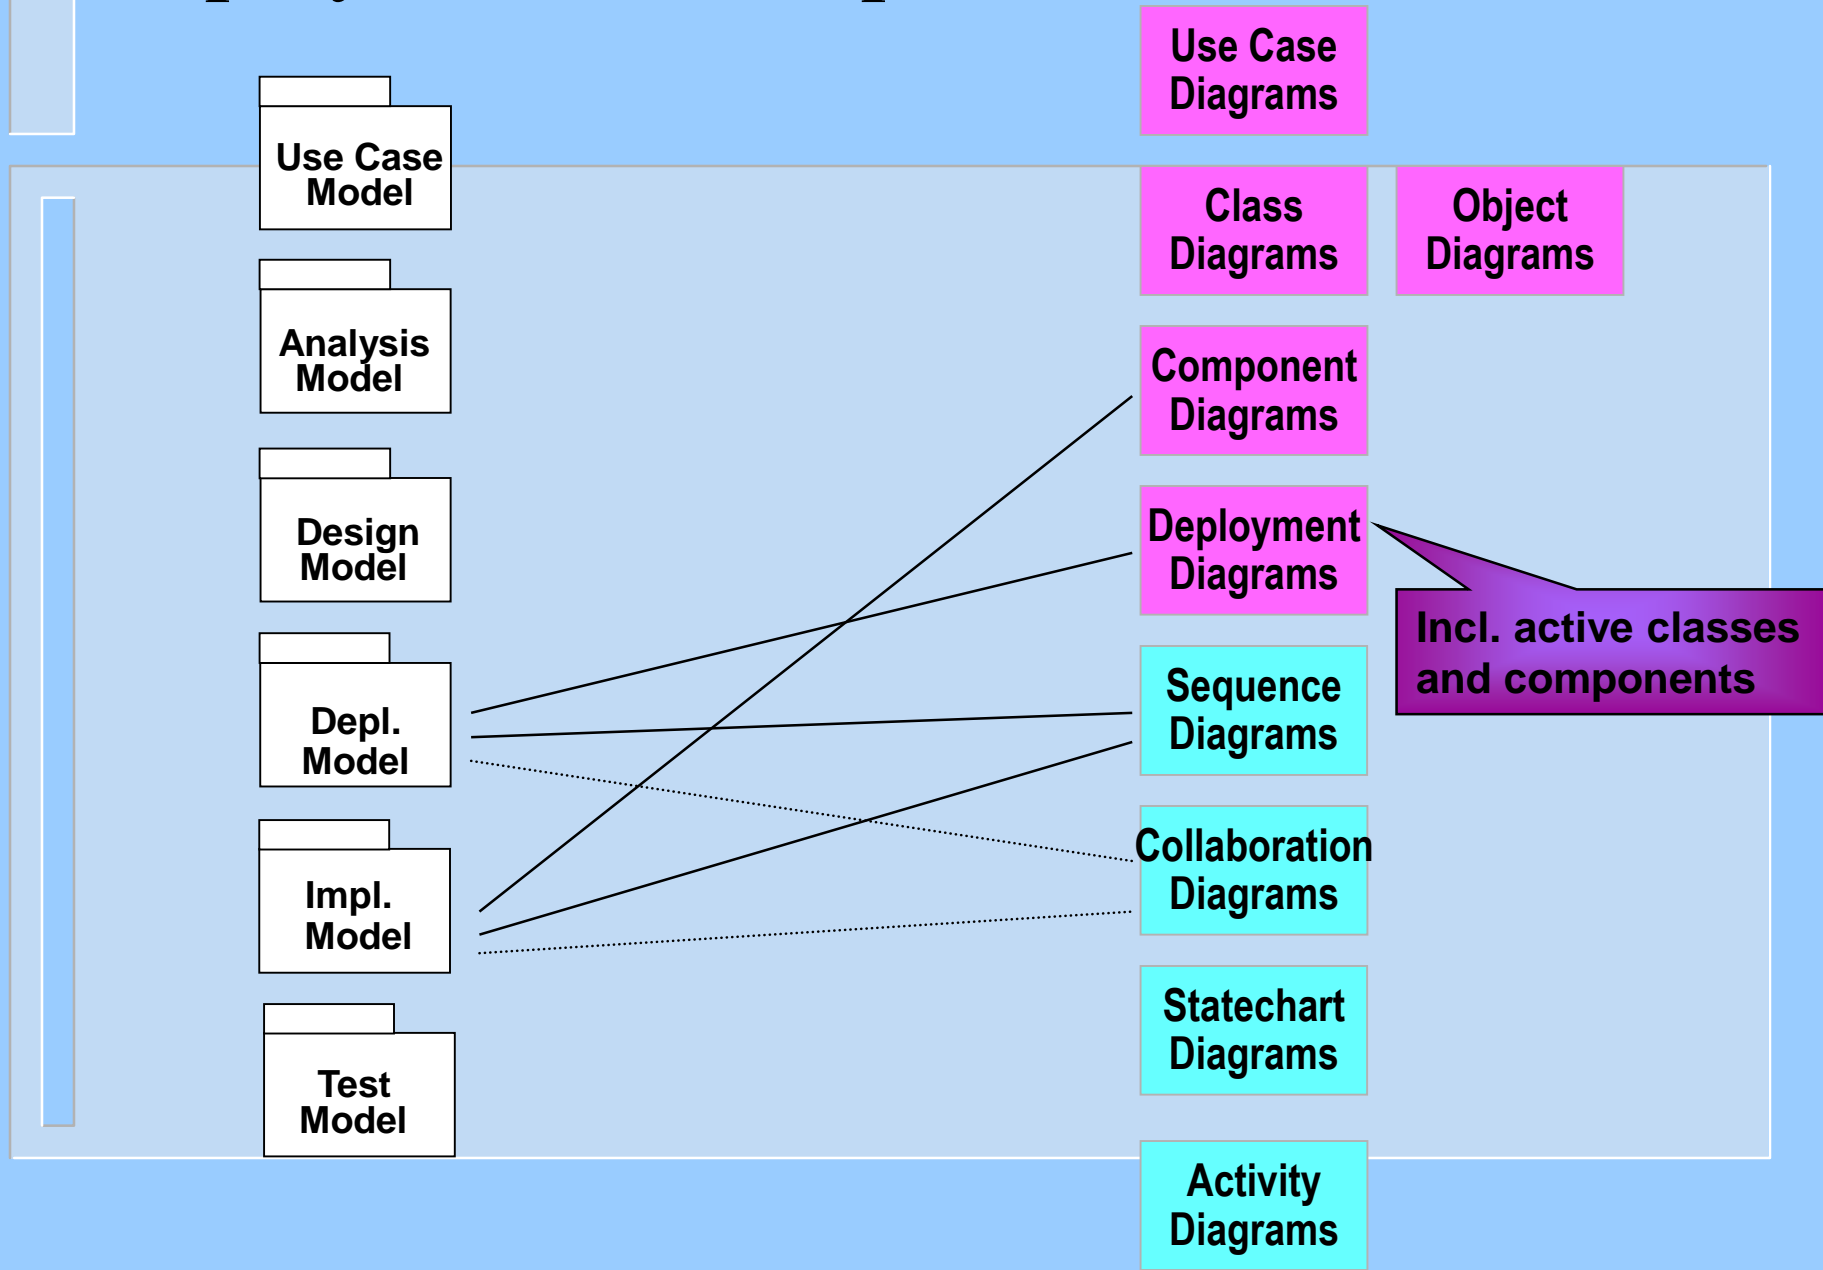 Use Case
Model
Analysis
Model
Design
Model
Depl.
Model
Impl.
Model
Test
Model
Use Case
Diagrams
Class
Diagrams
Object
Diagrams
Component
Diagrams
Deployment
Diagrams
Incl. active classes
and components
Sequence
Diagrams
Collaboration
Diagrams
Statechart
Diagrams
Activity
Diagrams